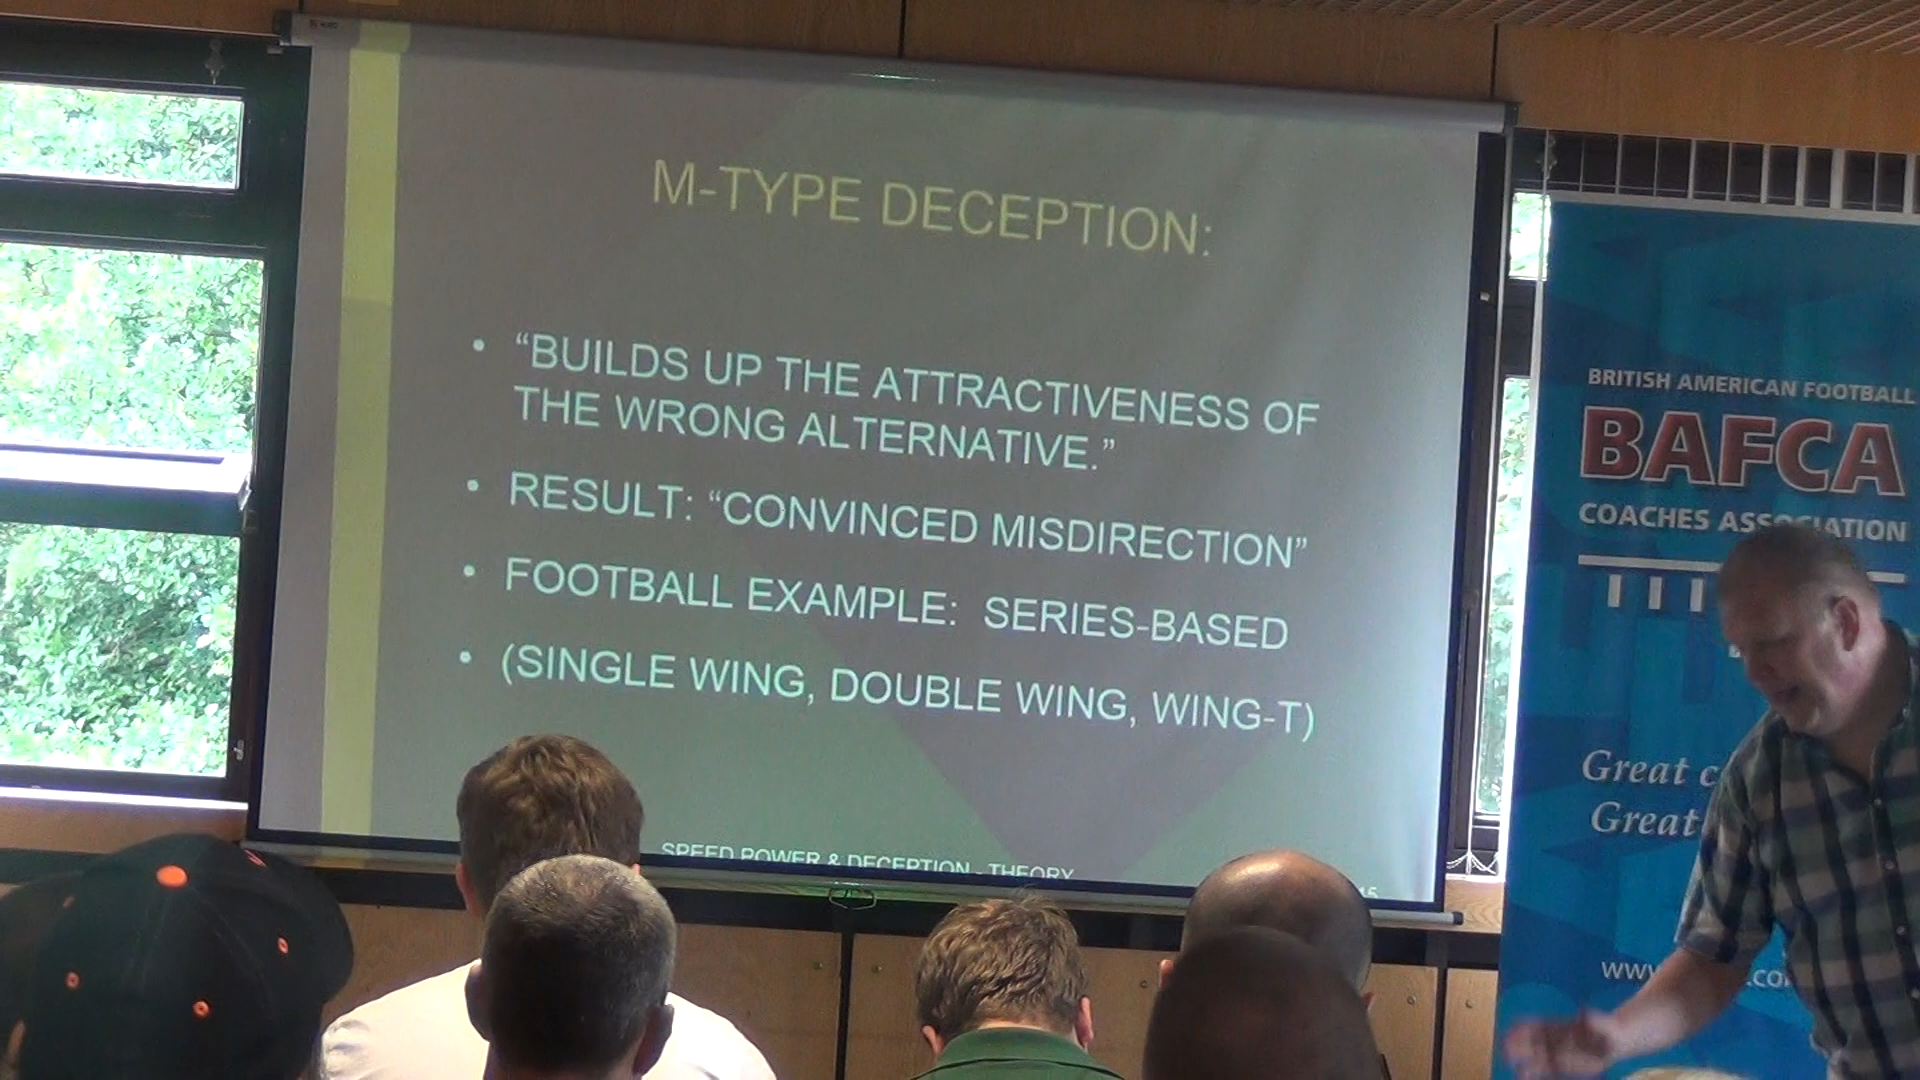 M-TYPE DECEPTION:
• “BUILDS UP THE ATTRACTIVENESS OF
THE WRONG ALTERNATIVE.”
• RESULT: “CONVINCED MISDIRECTION”
• FOOTBALL EXAMPLE: SERIES-BASED
• (SINGLE WING, DOUBLE WING, WING-T)
SPEED POWER & DECEPTION - THEORY
15
BRITISH AMERICAN FOOTBALL
BAFCA
COACHES ASSOCIATION
Great
Great